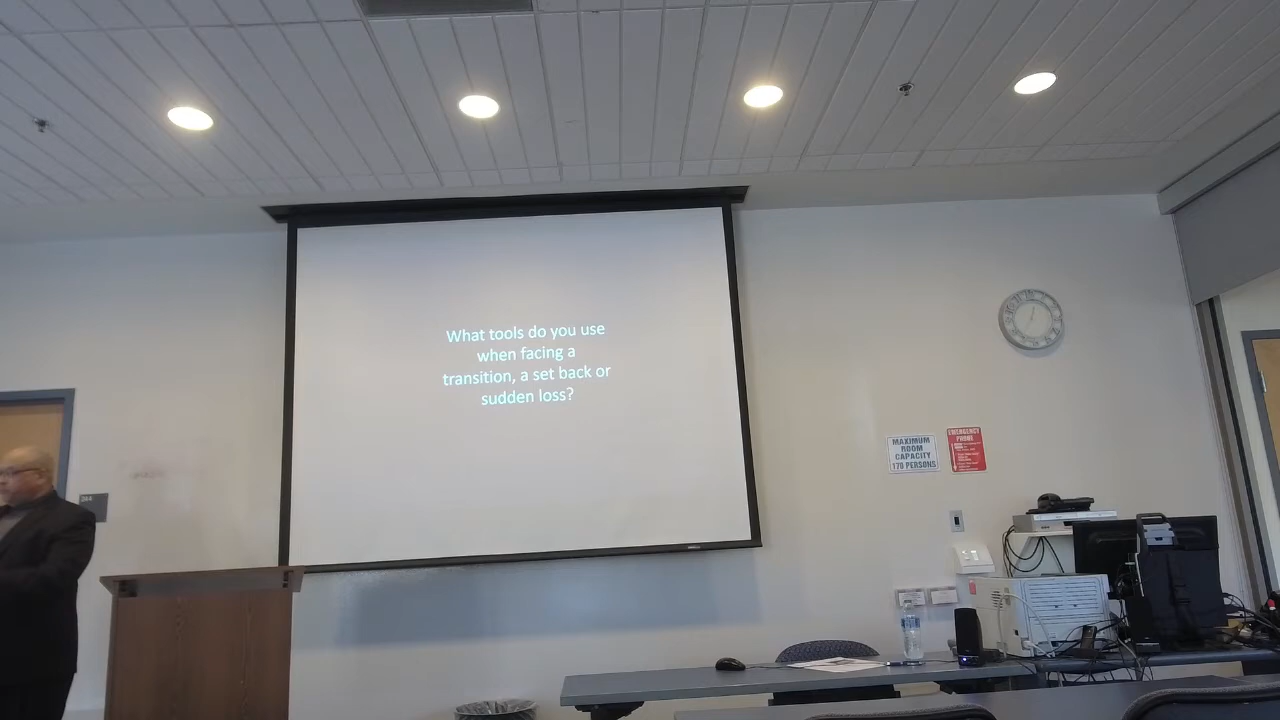 What tools do you use
when facing a
transition, a set back or
sudden loss?
MAXIMUM
ROOM
CAPACITY
170 PERSONS
EMERGENCY
PHONE
244